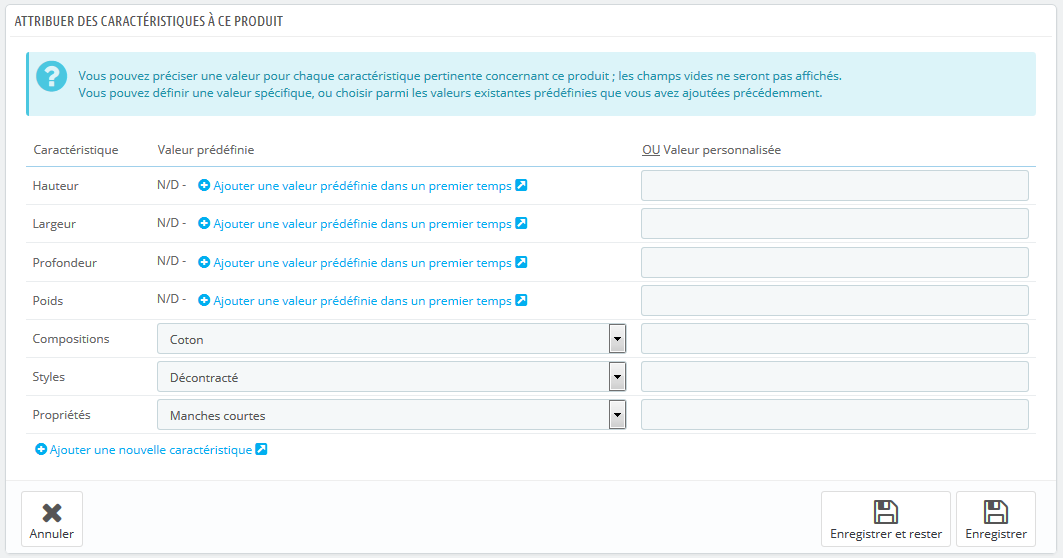 ATTRIBUER DES CARACTÉRISTIQUES À CE PRODUIT
Vous pouvez préciser une valeur pour chaque caractéristique pertinente concernant ce produit ; les champs vides ne seront pas affichés.
Vous pouvez définir une valeur spécifique, ou choisir parmi les valeurs existantes prédéfinies que vous avez ajoutées précédemment.
Caractéristique Valeur prédéfinie OU Valeur personnalisée
Hauteur N/D - Ajouter une valeur prédéfinie dans un premier temps
Largeur N/D - Ajouter une valeur prédéfinie dans un premier temps
Profondeur N/D - Ajouter une valeur prédéfinie dans un premier temps
Poids N/D - Ajouter une valeur prédéfinie dans un premier temps
Compositions Coton
Styles Décontracté
Propriétés Manches courtes
Ajouter une nouvelle caractéristique
Annuler Enregistrer et rester Enregistrer